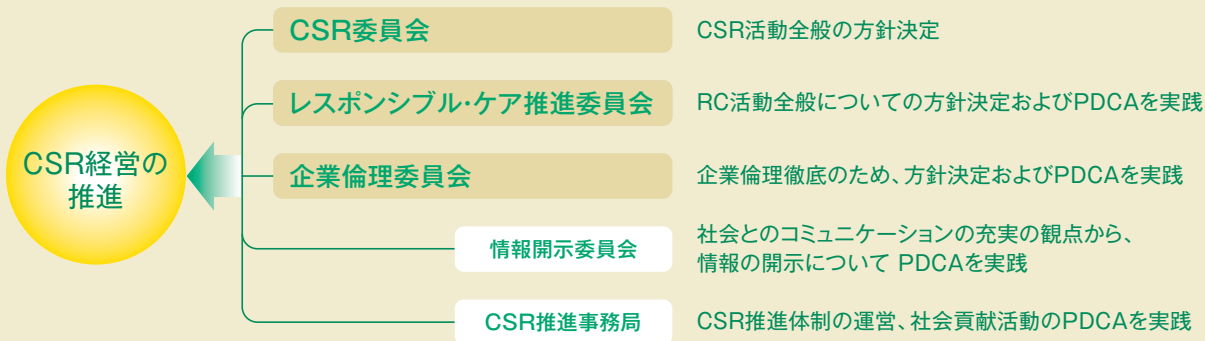 CSR経営の
推進
CSR委員会
CSR活動全般の方針決定
レスポンシブル・ケア推進委員会
RC活動全般についての方針決定およびPDCAを実践
企業倫理委員会
企業倫理徹底のため、方針決定およびPDCAを実践
情報開示委員会
社会とのコミュニケーションの充実の観点から、
情報の開示について PDCAを実践
CSR推進事務局
CSR推進体制の運営、社会貢献活動のPDCAを実践